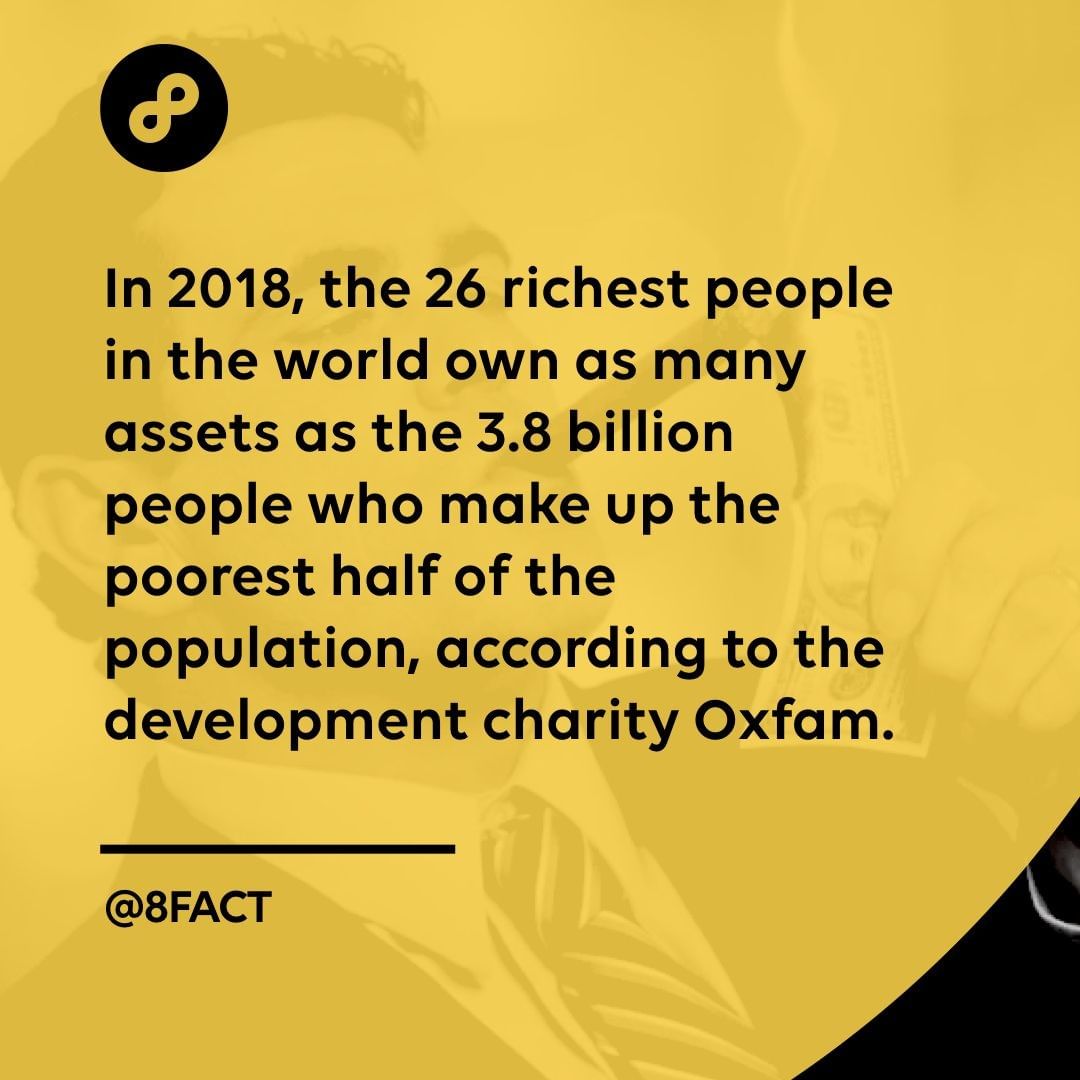 In 2018, the 26 richest people
in the world own as many
assets as the 3.8 billion
people who make up the
poorest half of the
population, according to the
development charity Oxfam.
@8FACT